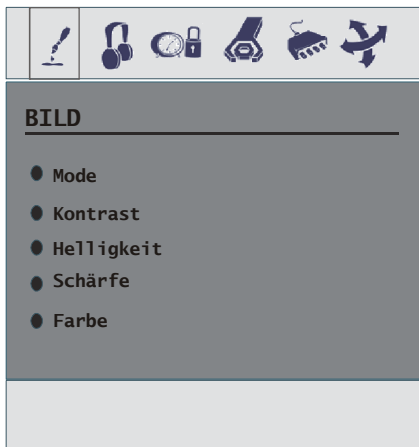 BILD
Mode
Kontrast
Helligkeit
Schärfe
Farbe